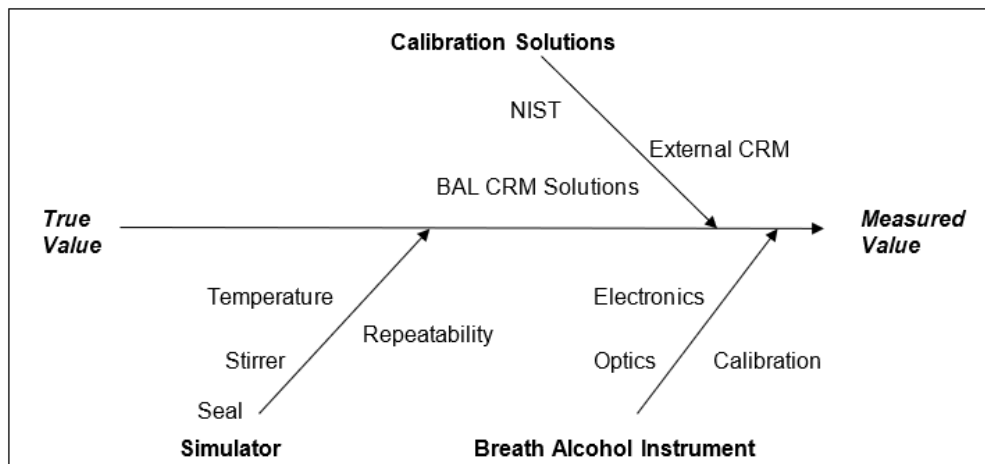 Calibration Solutions
NIST
External CRM
BAL CRM Solutions
True
Value
Measured
Value
Temperature
Electronics
Repeatability
Stirrer
Optics
Calibration
Seal
Simulator
Breath Alcohol Instrument